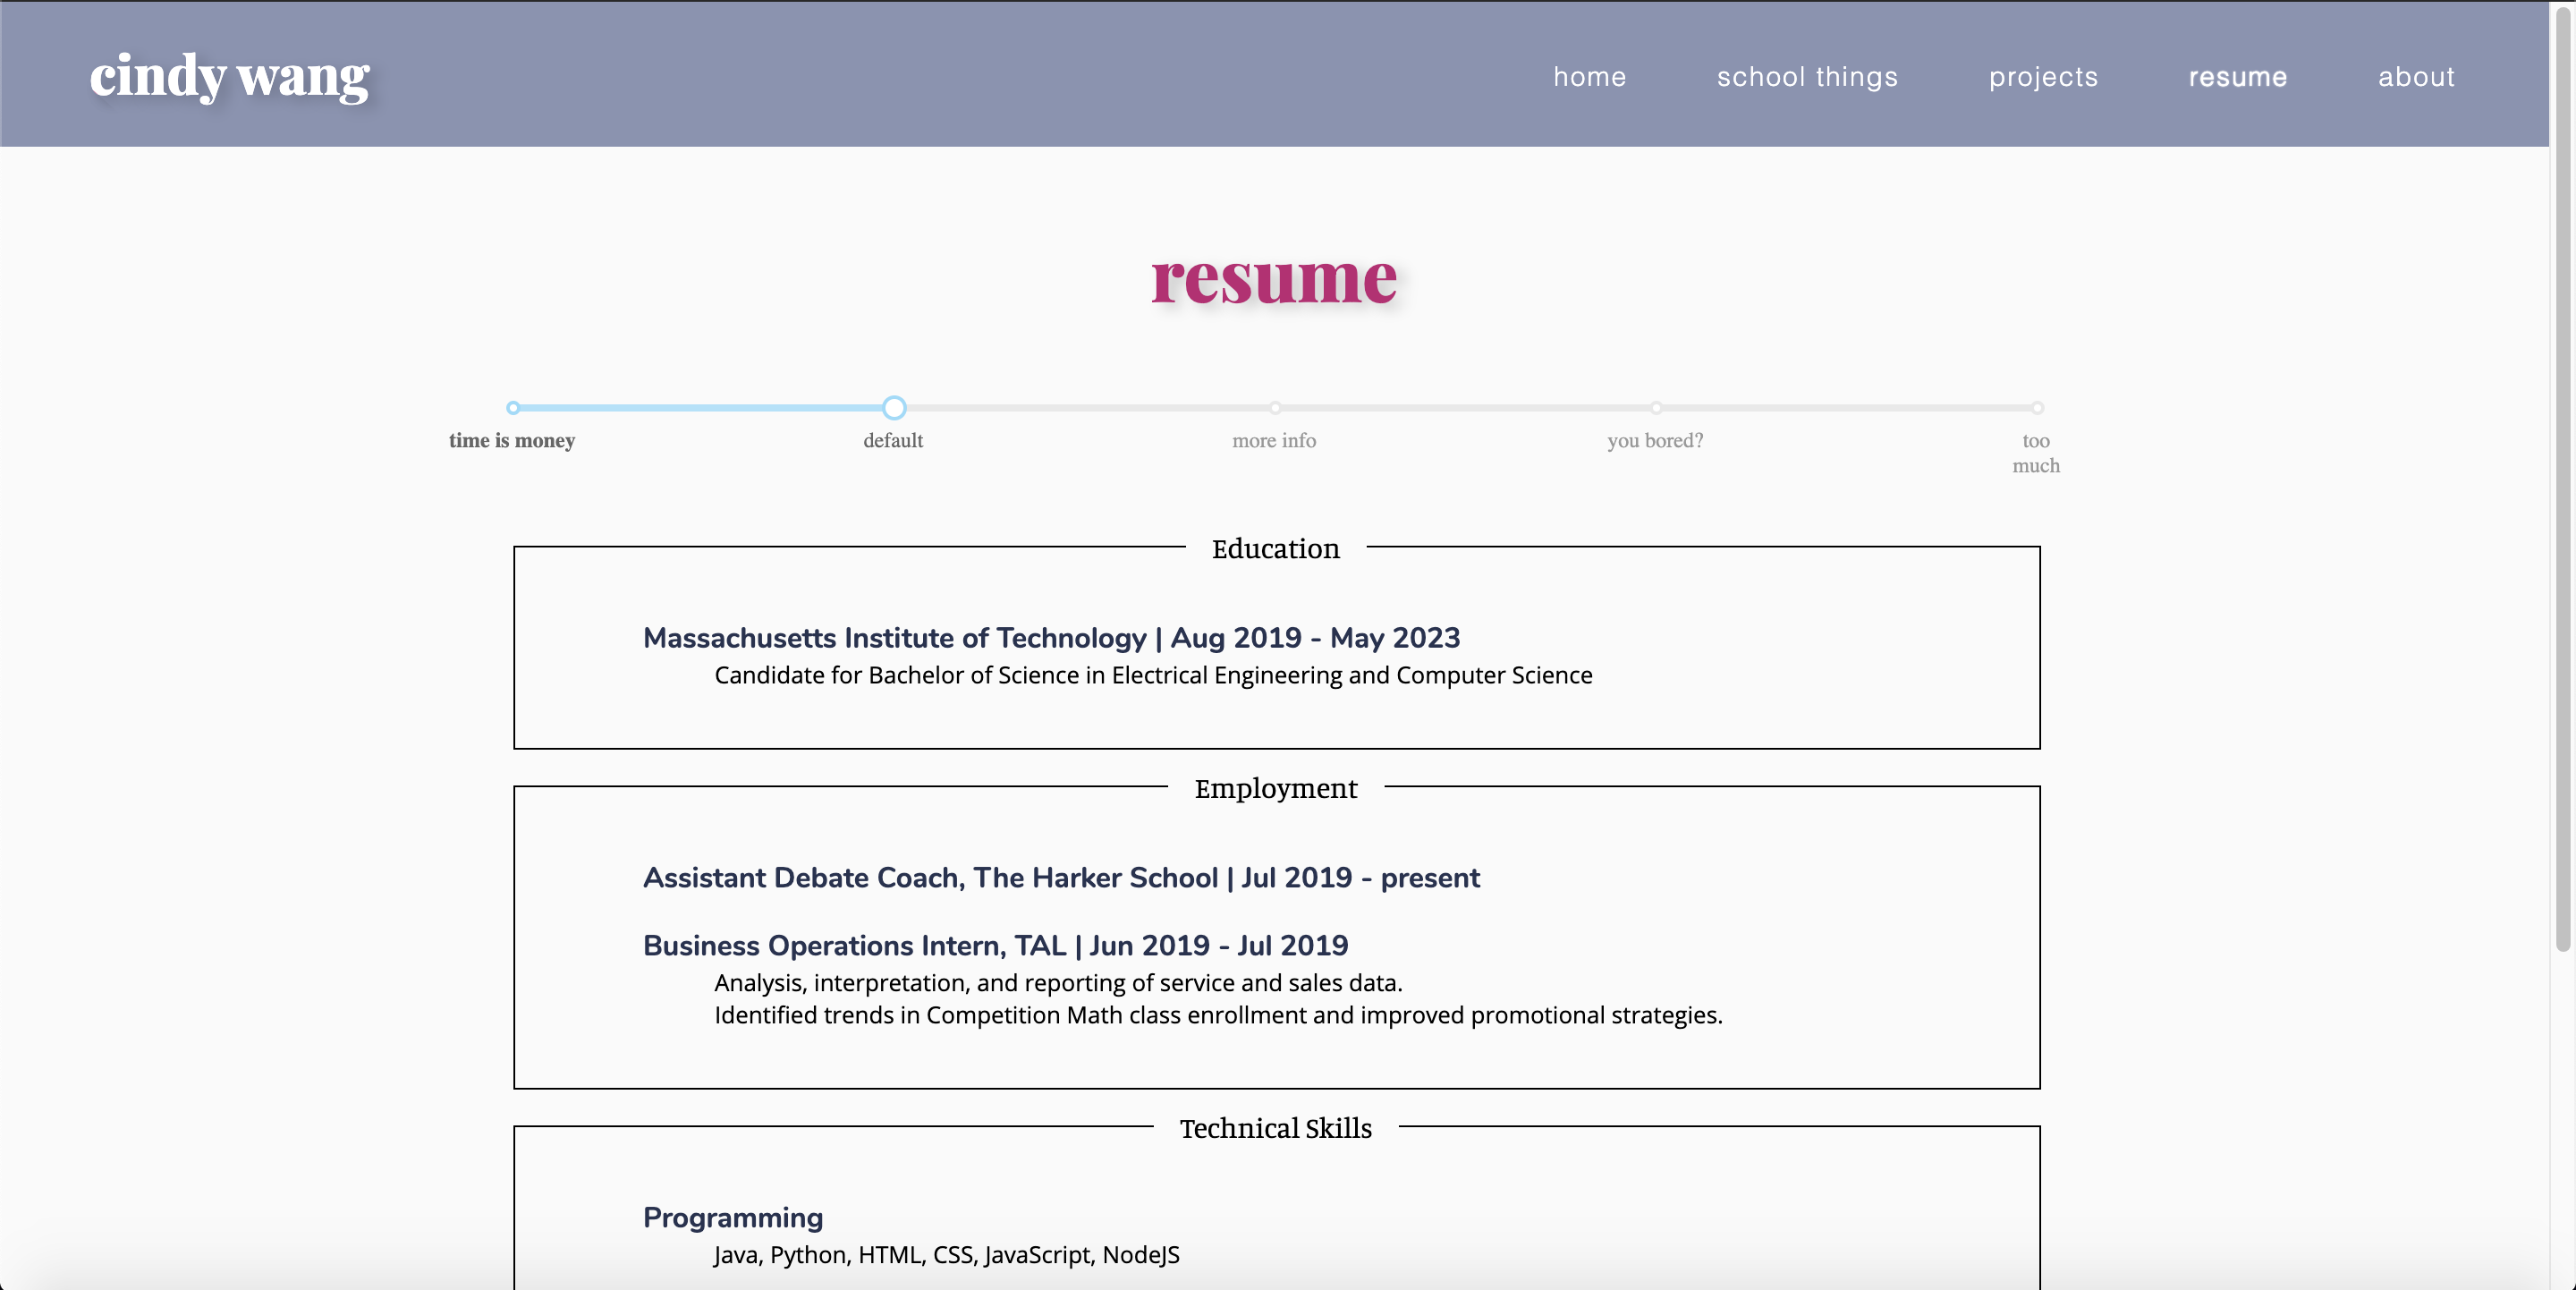 cindy wang
home school things projects resume about
resume
time is money default more info you bored? too
much
Education
Massachusetts Institute of Technology | Aug 2019 - May 2023
Candidate for Bachelor of Science in Electrical Engineering and Computer Science
Employment
Assistant Debate Coach, The Harker School | Jul 2019 - present
Business Operations Intern, TAL | Jun 2019 - Jul 2019
Analysis, interpretation, and reporting of service and sales data.
Identified trends in Competition Math class enrollment and improved promotional strategies.
Technical Skills
Programming
Java, Python, HTML, CSS, JavaScript, NodeJS